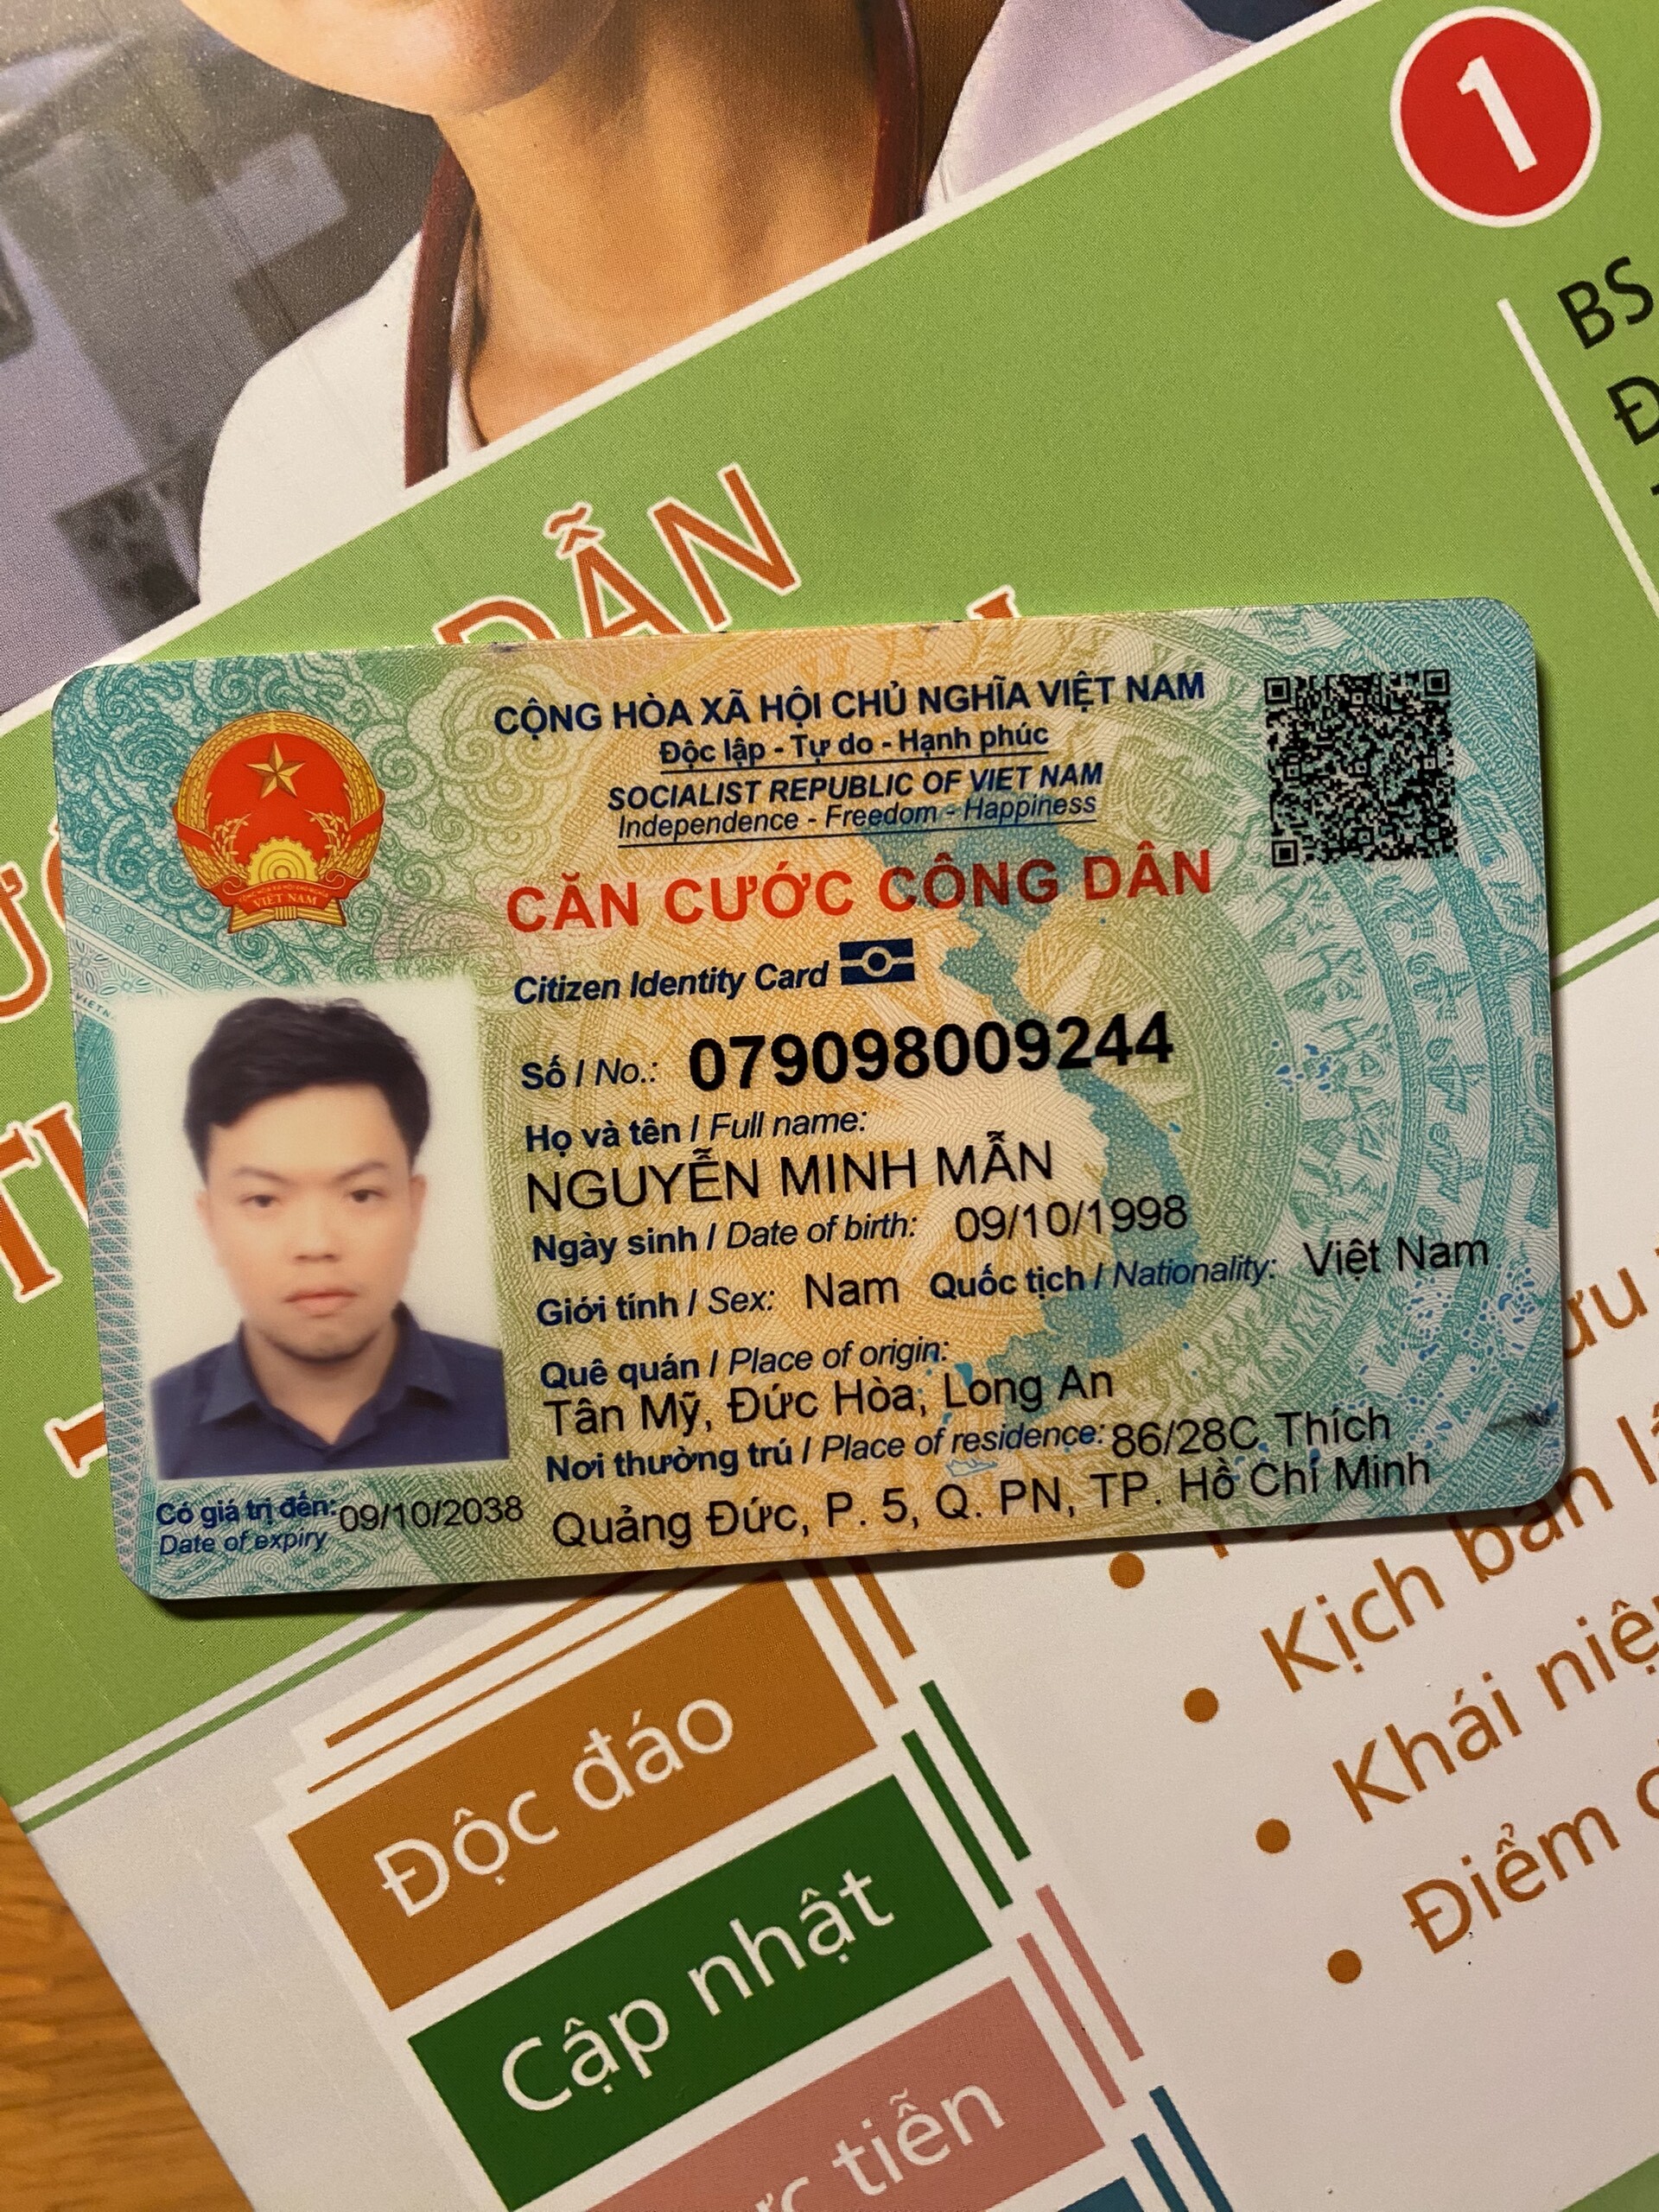 1
BS
DẪN
CỘNG HÒA XÃ HỘI CHỦ NGHĨA VIỆT NAM
Độc lập - Tự do - Hạnh phúc
SOCIALIST REPUBLIC OF VIET NAM
Independence - Freedom - Happiness
CĂN CƯỚC CÔNG DÂN
Citizen Identity Card
VIỆT NAM
Số / No.: 079098009244
Họ và tên / Full name:
NGUYỄN MINH MẪN
Ngày sinh / Date of birth: 09/10/1998
Giới tính / Sex: Nam Quốc tịch / Nationality: Việt Nam
Quê quán / Place of origin:
Tân Mỹ, Đức Hòa, Long An
Nơi thường trú / Place of residence: 86/28C Thích
Quảng Đức, P. 5, Q. PN, TP. Hồ Chí Minh
Có giá trị đến: 09/10/2038
Date of expiry
Độc đáo
Cập nhật
tiễn
• Kịch bản
• Khái
• Điểm